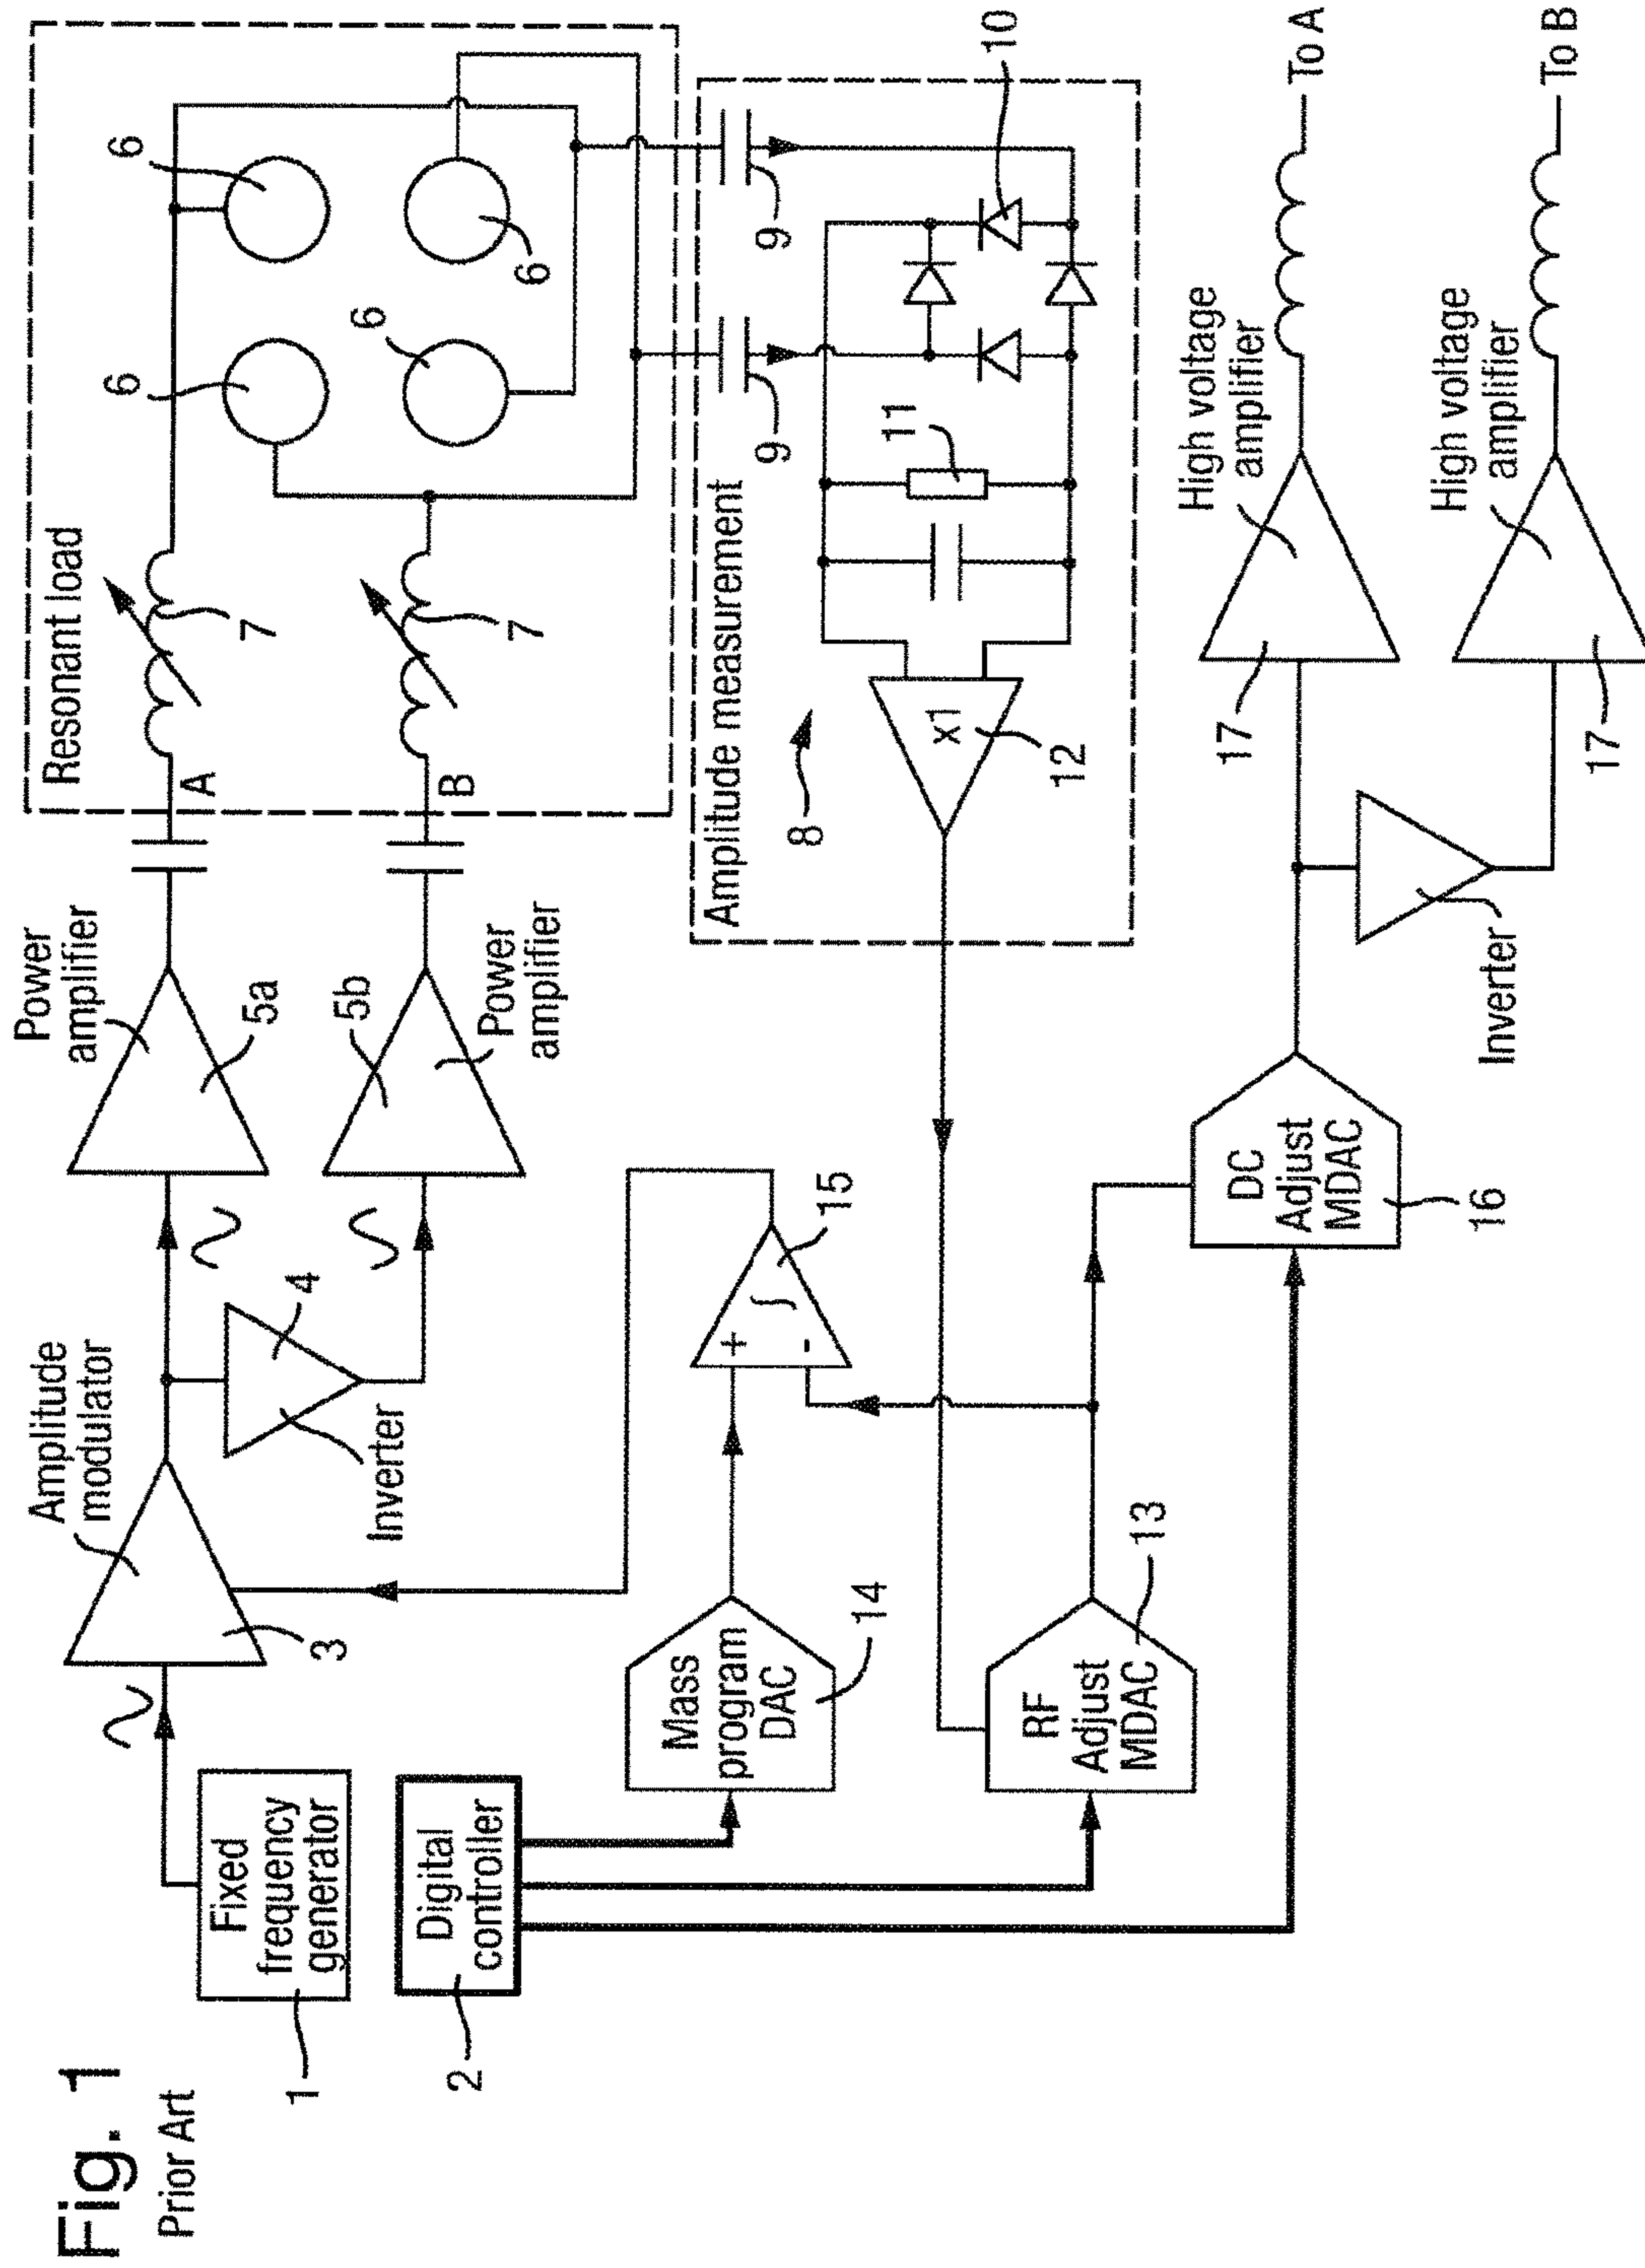 Fig. 1
Prior Art
Fixed
frequency
generator
1
Digital
controller
2
Amplitude
modulator
3
Inverter
4
Power
amplifier
5a
5b
Power
amplifier
Resonant load
A
B
7
7
6
6
6
6
Mass
program
DAC
14
RF
Adjust
MDAC
13
+
-
∫
15
Amplitude measurement
8
x1
12
11
9
9
10
DC
Adjust
MDAC
16
Inverter
17
High voltage
amplifier
To A
17
High voltage
amplifier
To B